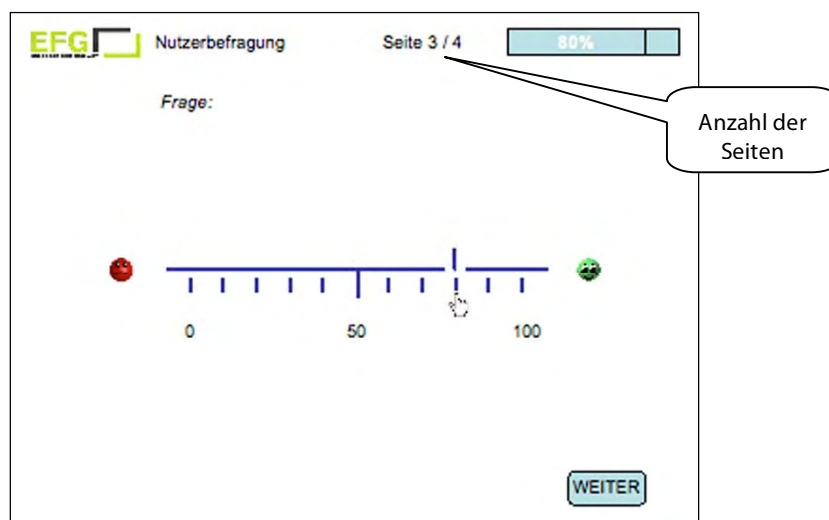 EFG Nutzerbefragung Seite 3 / 4 80%
Anzahl der
Seiten
Frage:
0 50 100
WEITER